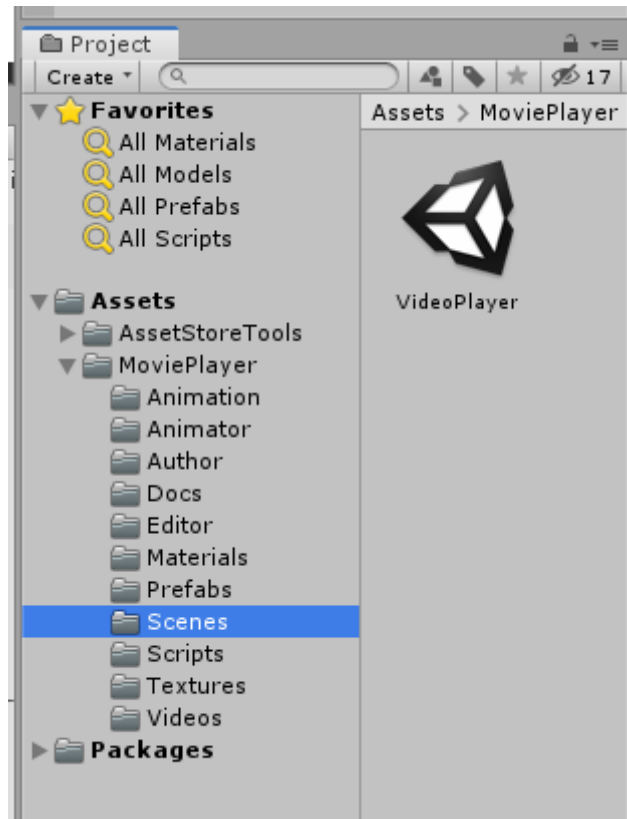 Project
Create
17
Favorites
All Materials
All Models
All Prefabs
All Scripts
Assets
AssetStoreTools
MoviePlayer
Animation
Animator
Author
Docs
Editor
Materials
Prefabs
Scenes
Scripts
Textures
Videos
Packages
Assets > MoviePlayer
VideoPlayer